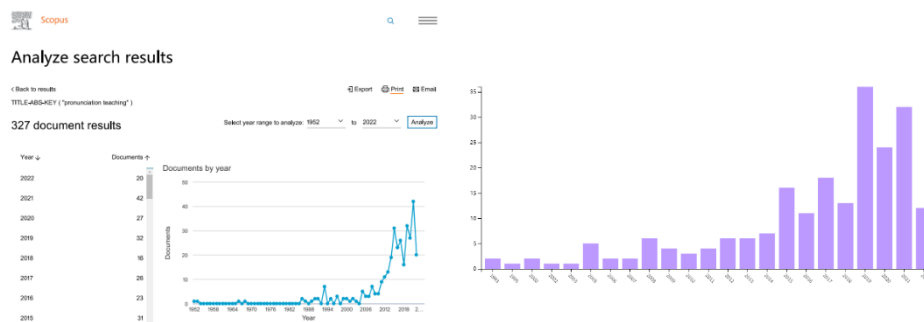 Scopus
Analyze search results
< Back to results
Export Print Email
TITLE-ABS-KEY ( "pronunciation teaching" )
327 document results
Select year range to analyze: 1952 to 2022 Analyze
Year Documents
2022 20
2021 42
2020 27
2019 32
2018 16
2017 26
2016 23
2015 31
Documents by year
50
40
30
20
10
0
Documents
1952 1958 1964 1970 1976 1982 1988 1994 2000 2006 2012 2018 2...
Year
35
30
25
20
15
10
5
0